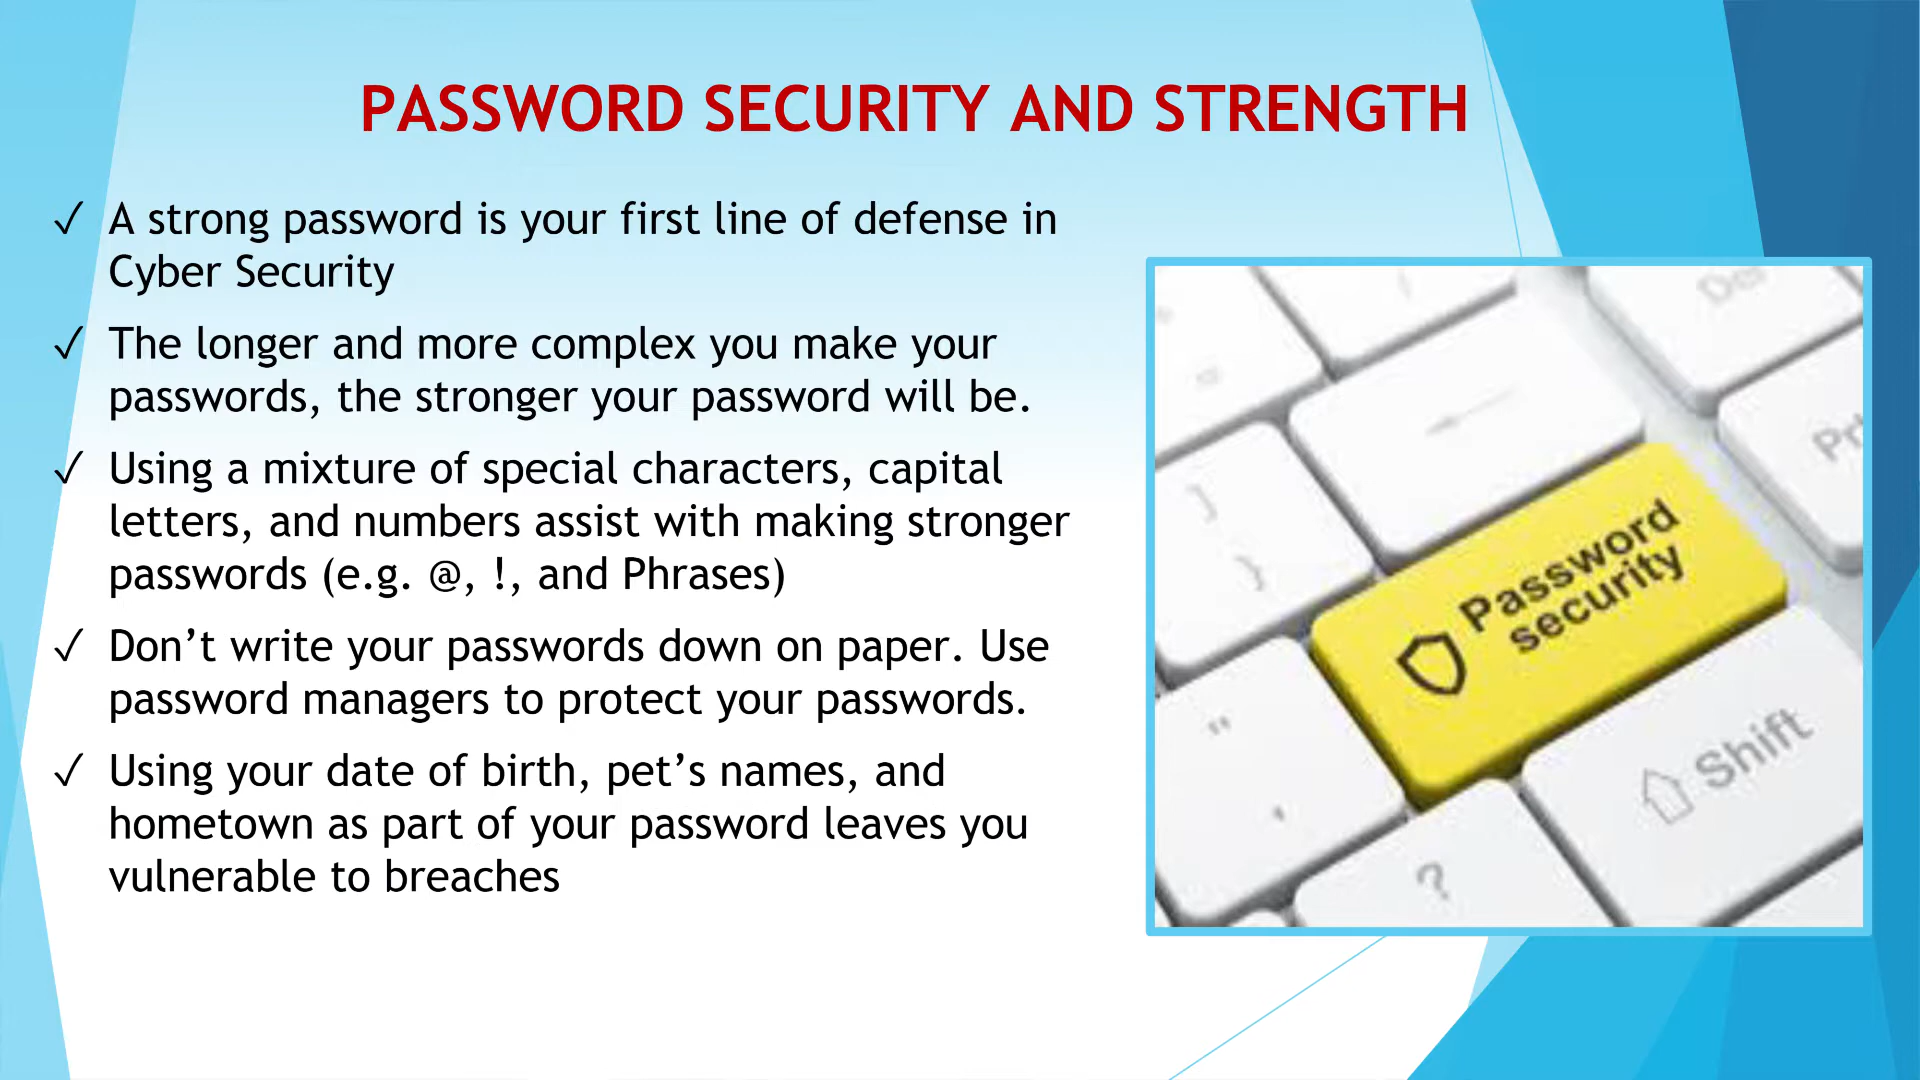 PASSWORD SECURITY AND STRENGTH
✓ A strong password is your first line of defense in
Cyber Security
✓ The longer and more complex you make your
passwords, the stronger your password will be.
✓ Using a mixture of special characters, capital
letters, and numbers assist with making stronger
passwords (e.g. @, !, and Phrases)
✓ Don’t write your passwords down on paper. Use
password managers to protect your passwords.
✓ Using your date of birth, pet’s names, and
hometown as part of your password leaves you
vulnerable to breaches
]
}
Password
security
"
,
Shift
?